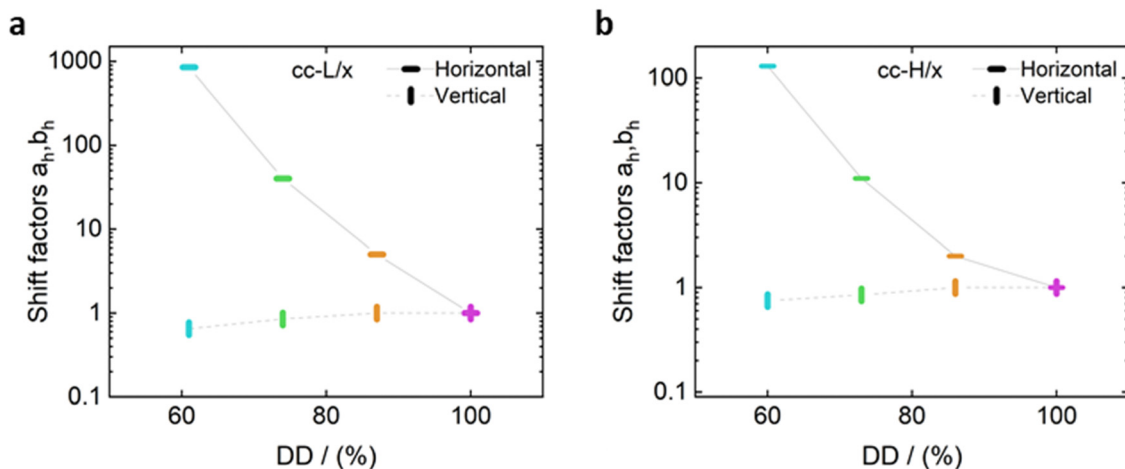 a
Shift factors a_h,b_h
1000
100
10
1
0.1
cc-L/x
Horizontal
Vertical
60
80
100
DD / (%)
b
Shift factors a_h,b_h
100
10
1
0.1
cc-H/x
Horizontal
Vertical
60
80
100
DD / (%)